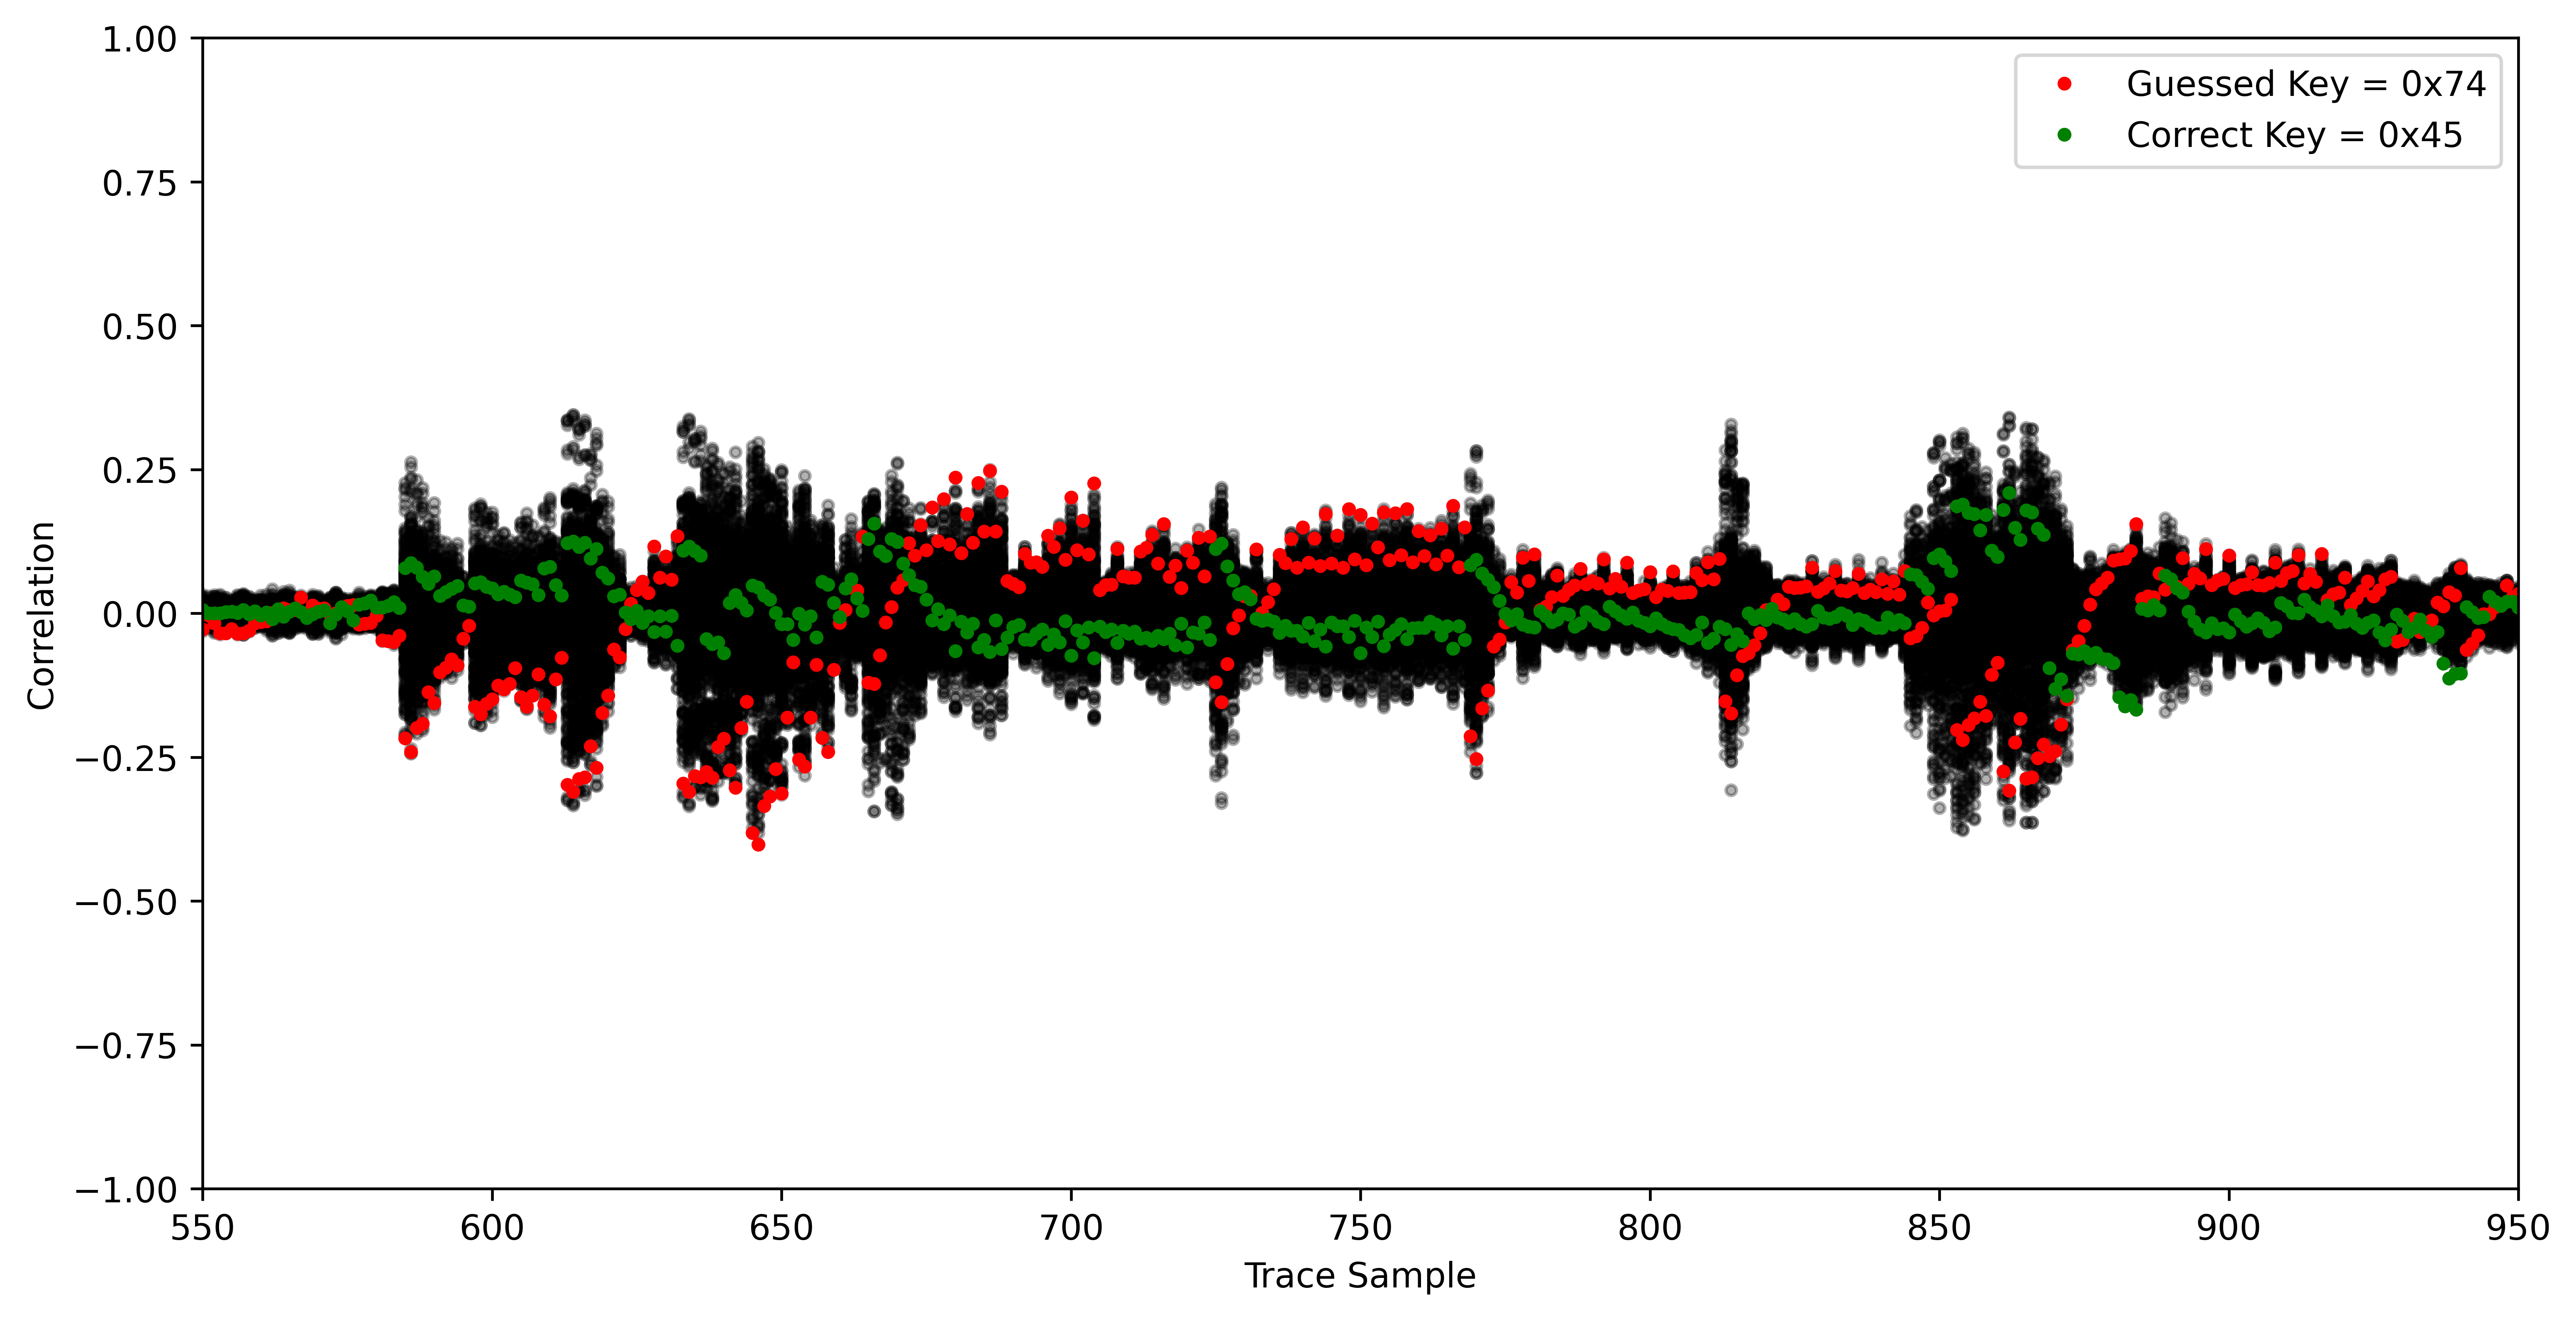 1.00
0.75
0.50
0.25
0.00
−0.25
−0.50
−0.75
−1.00
Correlation
Guessed Key = 0x74
Correct Key = 0x45
550 600 650 700 750 800 850 900 950
Trace Sample